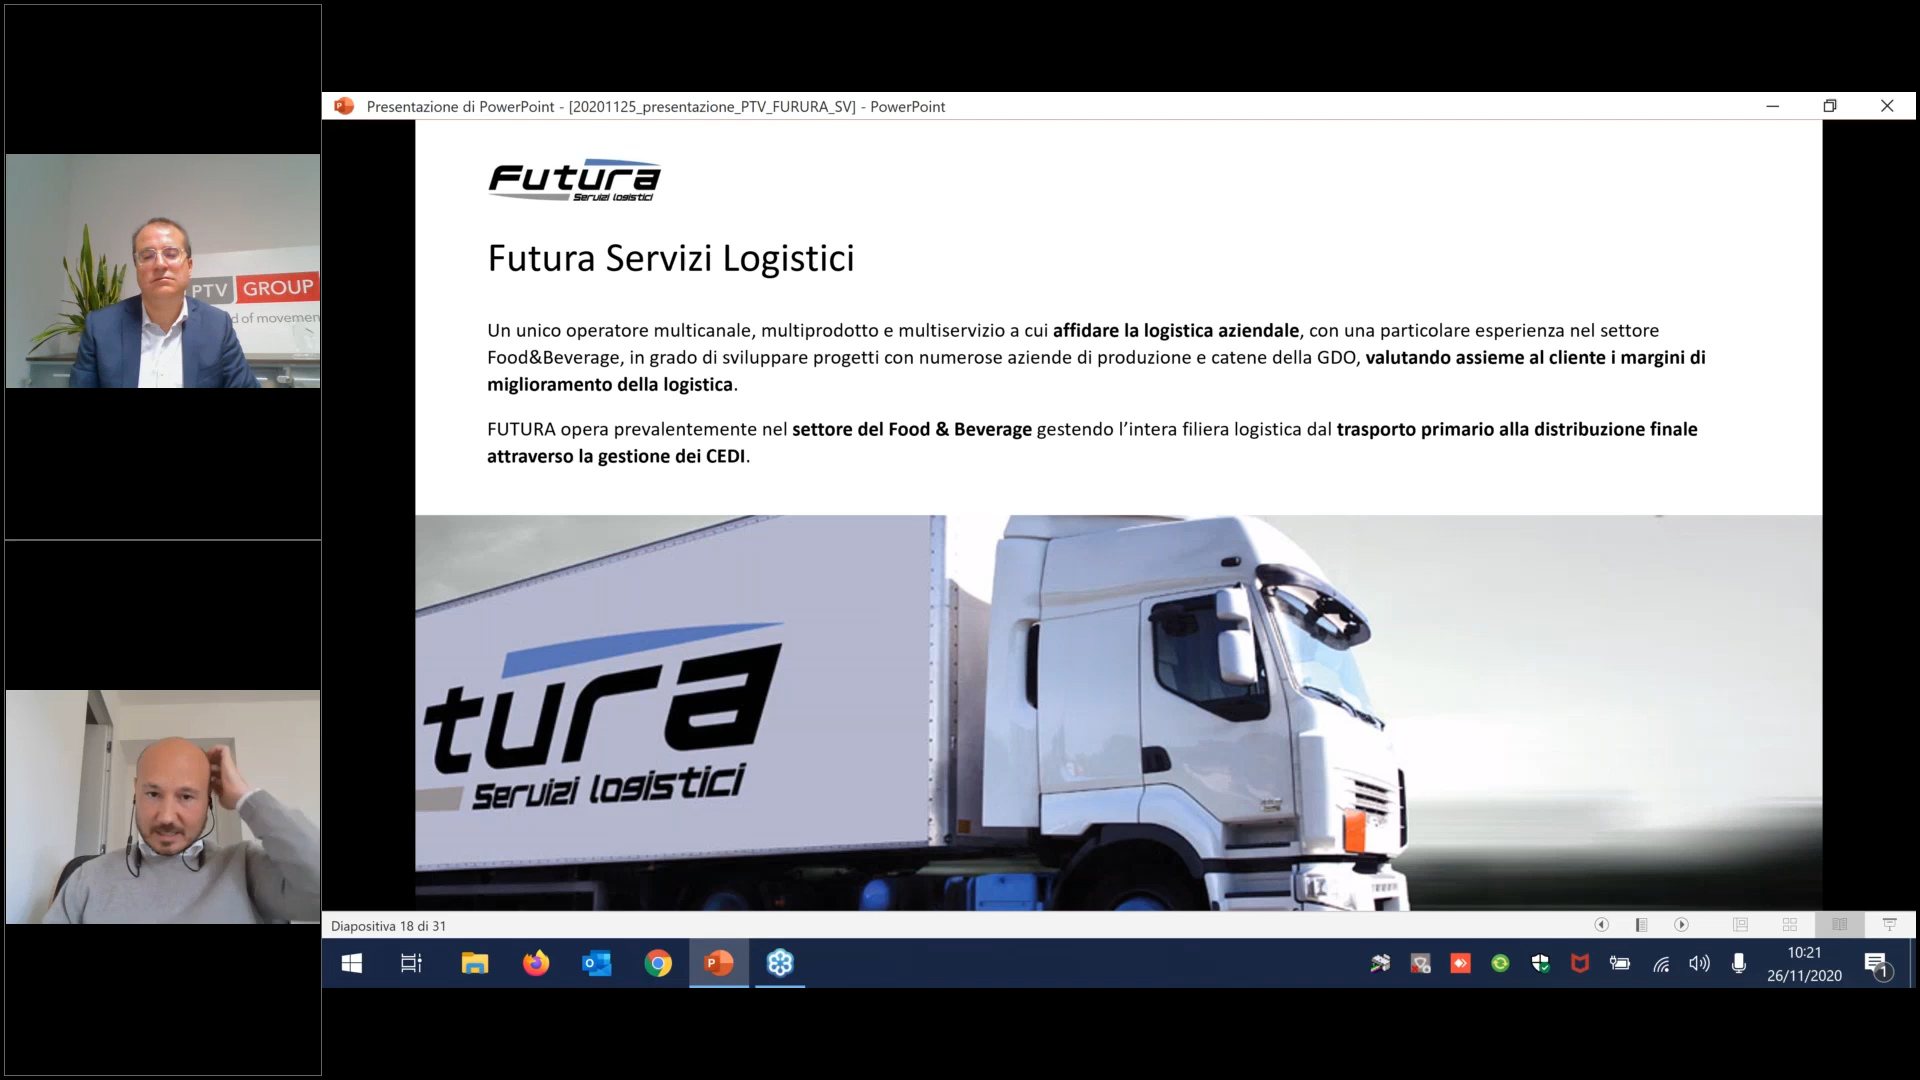 Presentazione di PowerPoint - [20201125_presentazione_PTV_FURURA_SV] - PowerPoint
PTV GROUP
d of movemen
Futura
Servizi logistici
Futura Servizi Logistici
Un unico operatore multicanale, multiprodotto e multiservizio a cui affidare la logistica aziendale, con una particolare esperienza nel settore
Food&Beverage, in grado di sviluppare progetti con numerose aziende di produzione e catene della GDO, valutando assieme al cliente i margini di
miglioramento della logistica.
FUTURA opera prevalentemente nel settore del Food & Beverage gestendo l'intera filiera logistica dal trasporto primario alla distribuzione finale
attraverso la gestione dei CEDI.
tura
Servizi logistici
Diapositiva 18 di 31
10:21
26/11/2020
1